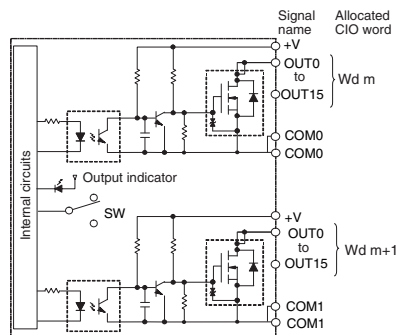 Signal name
Allocated CIO word
+V
OUT0
to
OUT15
Wd m
COM0
COM0
Internal circuits
Output indicator
SW
+V
OUT0
to
OUT15
Wd m+1
COM1
COM1